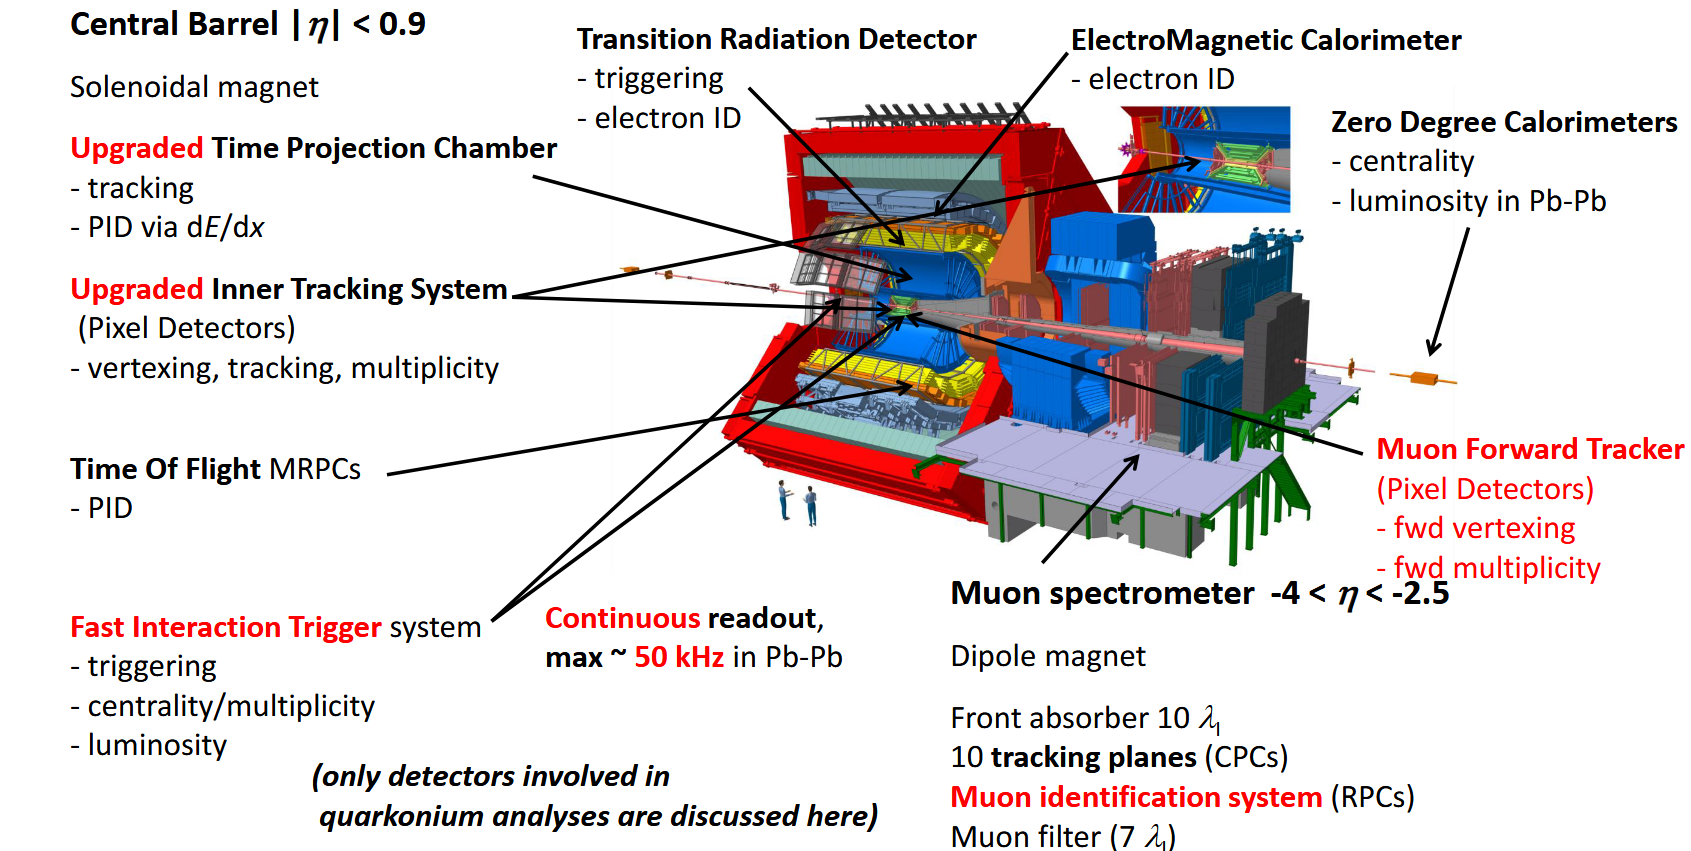 Central Barrel |η| < 0.9
Solenoidal magnet
Upgraded Time Projection Chamber
- tracking
- PID via dE/dx
Upgraded Inner Tracking System
(Pixel Detectors)
- vertexing, tracking, multiplicity
Time Of Flight MRPCs
- PID
Fast Interaction Trigger system
- triggering
- centrality/multiplicity
- luminosity
Transition Radiation Detector
- triggering
- electron ID
ElectroMagnetic Calorimeter
- electron ID
Zero Degree Calorimeters
- centrality
- luminosity in Pb-Pb
Muon Forward Tracker
(Pixel Detectors)
- fwd vertexing
- fwd multiplicity
Continuous readout,
max ~ 50 kHz in Pb-Pb
(only detectors involved in
quarkonium analyses are discussed here)
Muon spectrometer -4 < η < -2.5
Dipole magnet
Front absorber 10 λI
10 tracking planes (CPCs)
Muon identification system (RPCs)
Muon filter (7 λI)